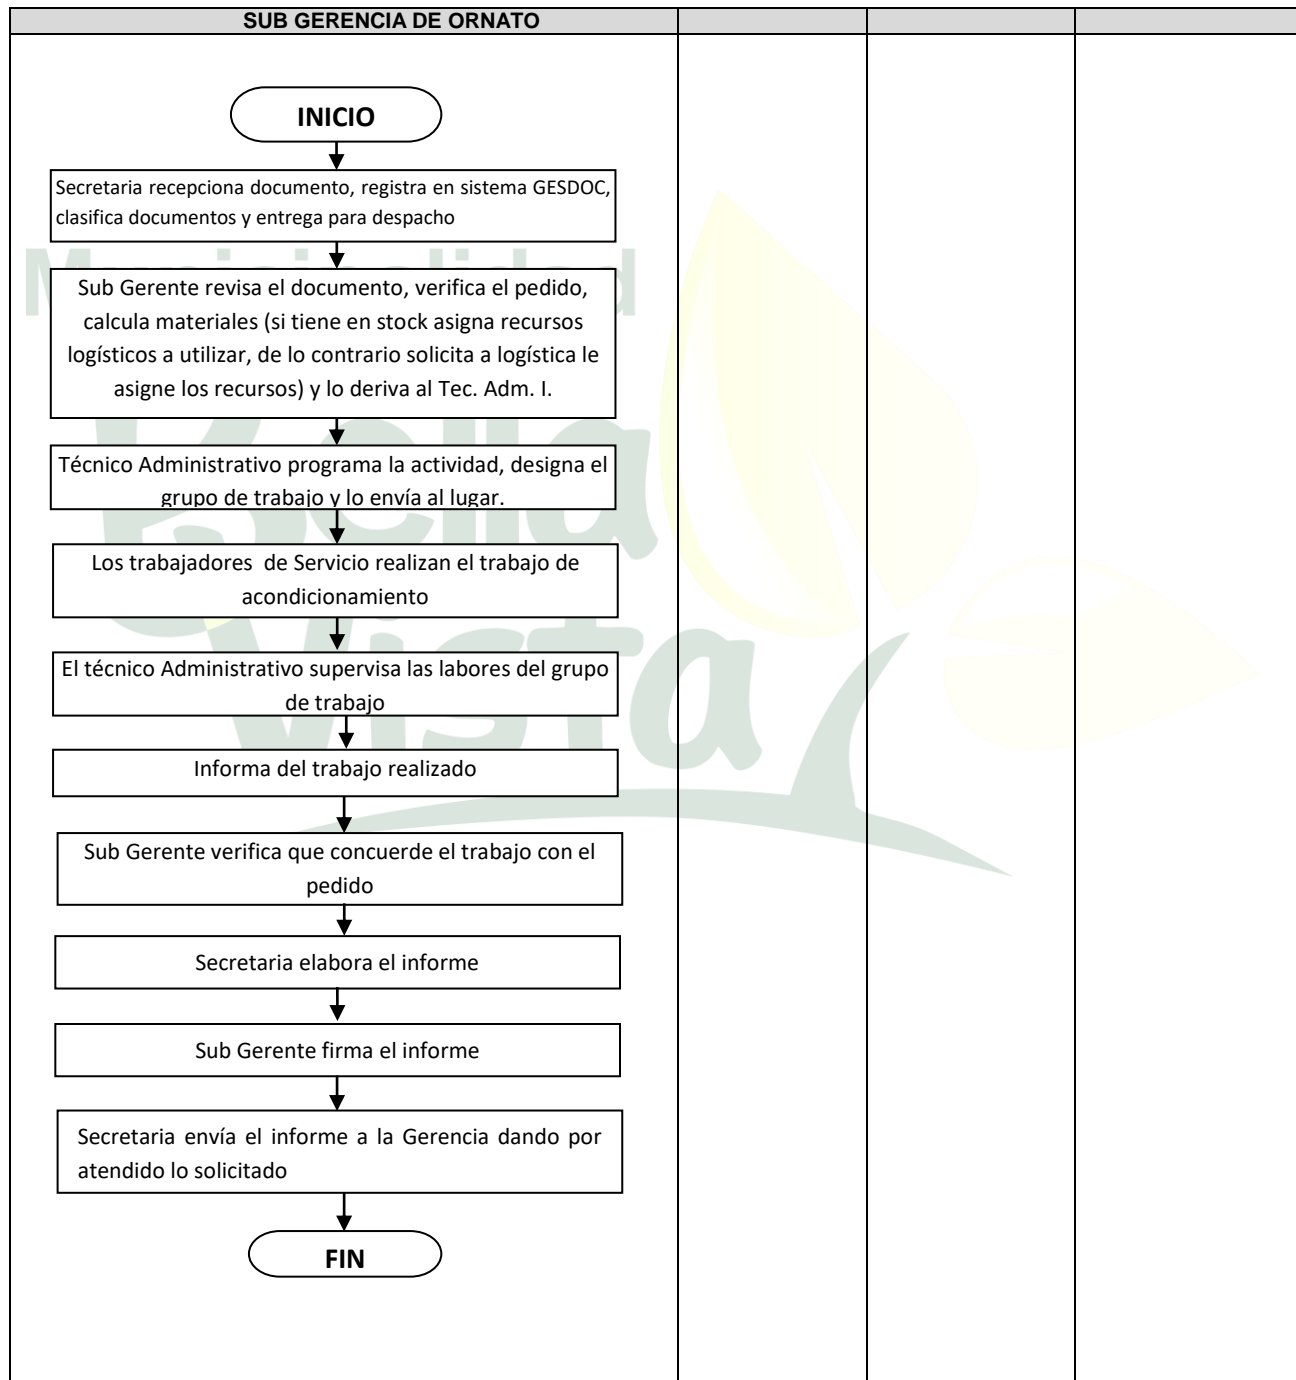 SUB GERENCIA DE ORNATO
INICIO
Secretaria recepciona documento, registra en sistema GESDOC,
clasifica documentos y entrega para despacho
Municipalidad
Sub Gerente revisa el documento, verifica el pedido,
calcula materiales (si tiene en stock asigna recursos
logísticos a utilizar, de lo contrario solicita a logística le
asigne los recursos) y lo deriva al Tec. Adm. I.
Bella
Técnico Administrativo programa la actividad, designa el
grupo de trabajo y lo envía al lugar.
Los trabajadores  de Servicio realizan el trabajo de
acondicionamiento
Vista
El técnico Administrativo supervisa las labores del grupo
de trabajo
Informa del trabajo realizado
Sub Gerente verifica que concuerde el trabajo con el
pedido
Secretaria elabora el informe
Sub Gerente firma el informe
Secretaria envía el informe a la Gerencia dando por
atendido lo solicitado
FIN